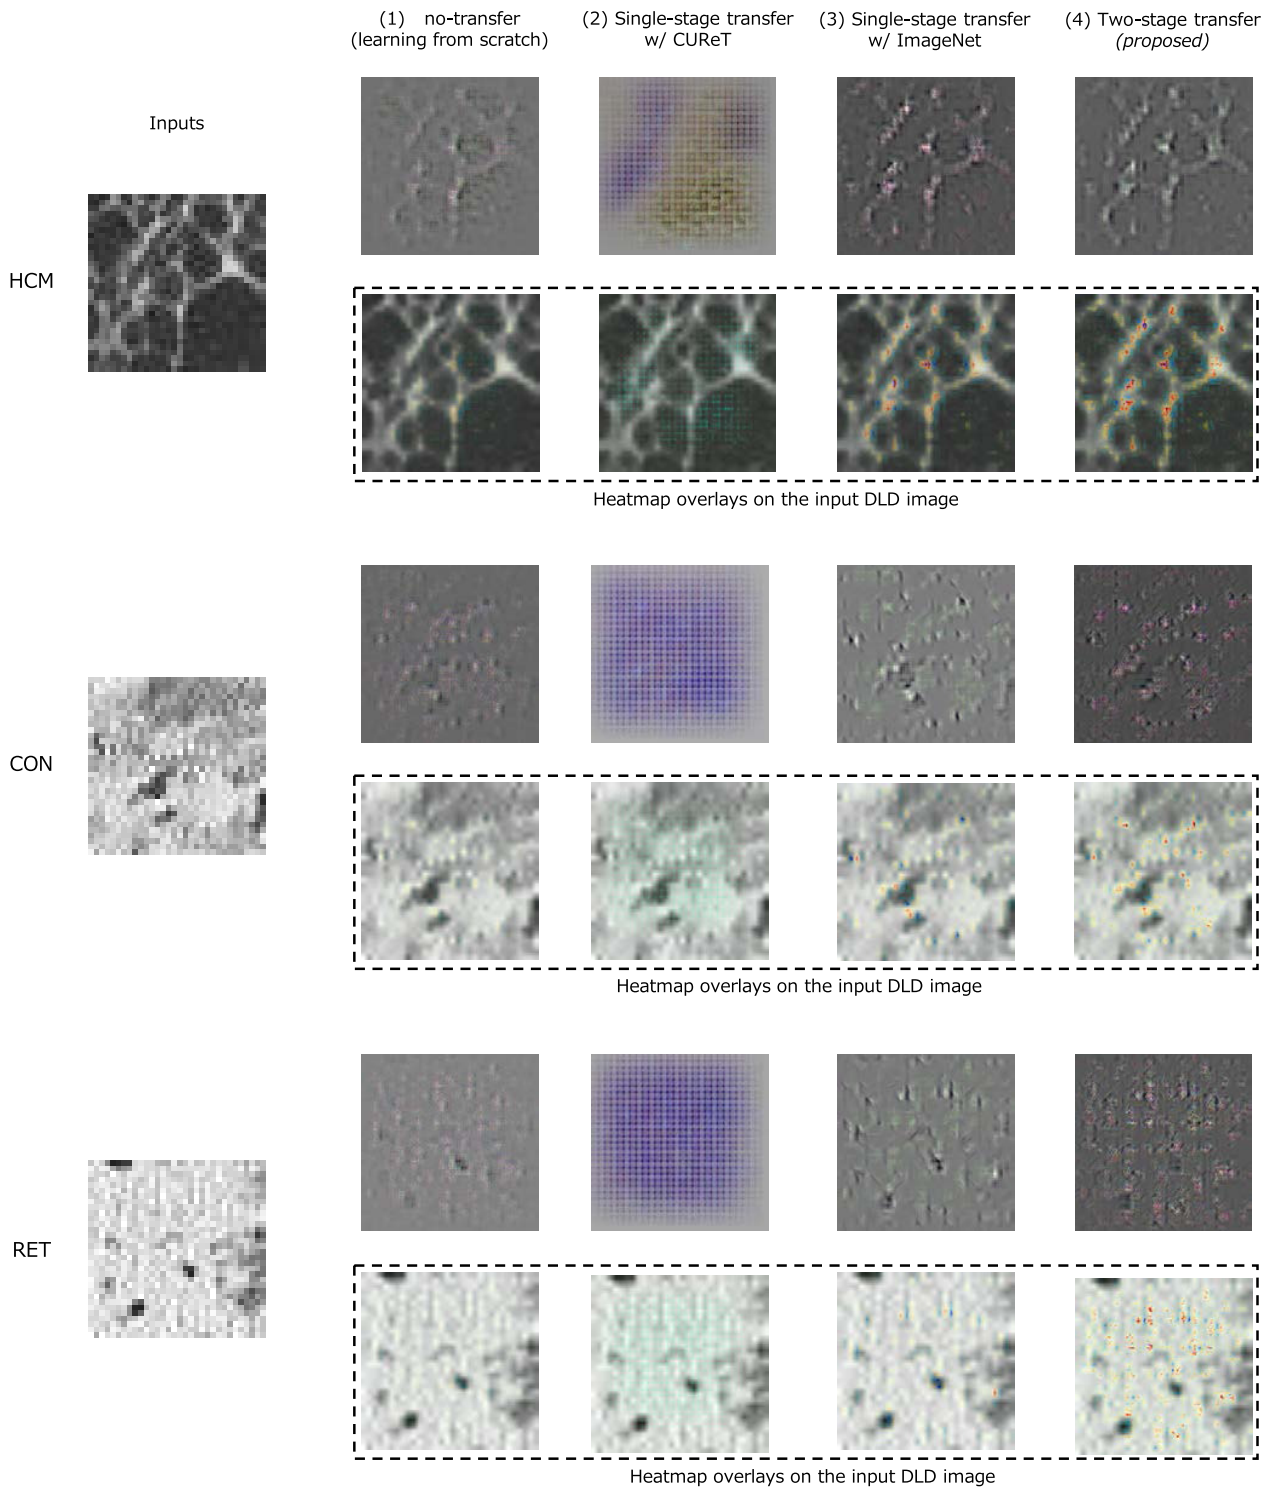 (1) no-transfer
(learning from scratch)
(2) Single-stage transfer
w/ CUReT
(3) Single-stage transfer
w/ ImageNet
(4) Two-stage transfer
(proposed)
Inputs
HCM
Heatmap overlays on the input DLD image
CON
Heatmap overlays on the input DLD image
RET
Heatmap overlays on the input DLD image